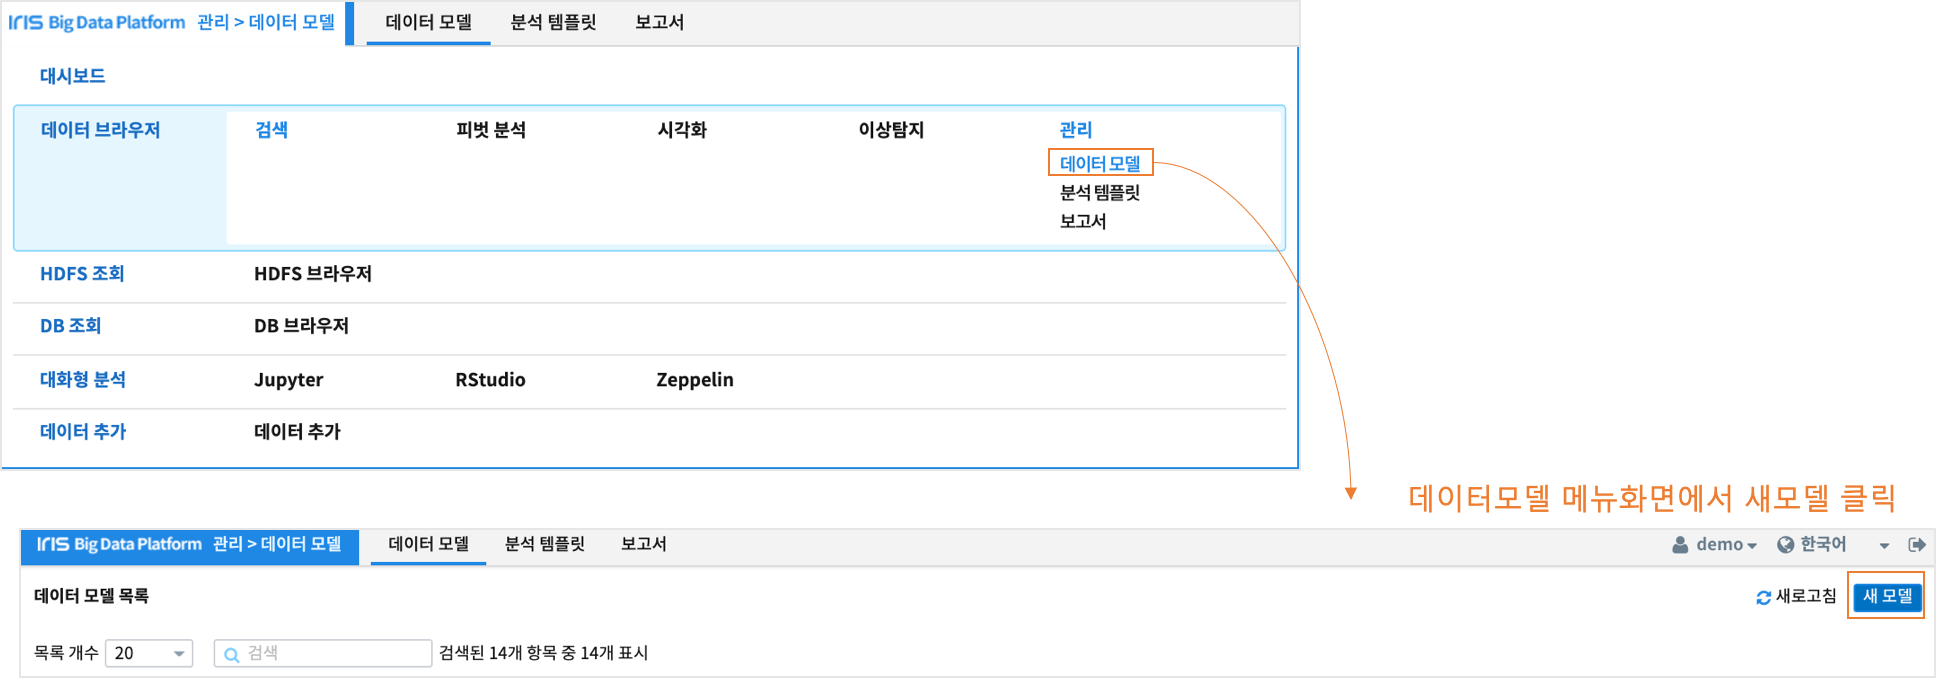 IRIS Big Data Platform 관리 > 데이터 모델 데이터 모델 분석 템플릿 보고서
대시보드
데이터 브라우저 검색 피벗 분석 시각화 이상탐지 관리
데이터 모델
분석 템플릿
보고서
HDFS 조회 HDFS 브라우저
DB 조회 DB 브라우저
대화형 분석 Jupyter RStudio Zeppelin
데이터 추가 데이터 추가
데이터모델 메뉴화면에서 새모델 클릭
IRIS Big Data Platform 관리 > 데이터 모델 데이터 모델 분석 템플릿 보고서 demo 한국어
데이터 모델 목록 새로고침 새 모델
목록 개수 20 검색 검색된 14개 항목 중 14개 표시